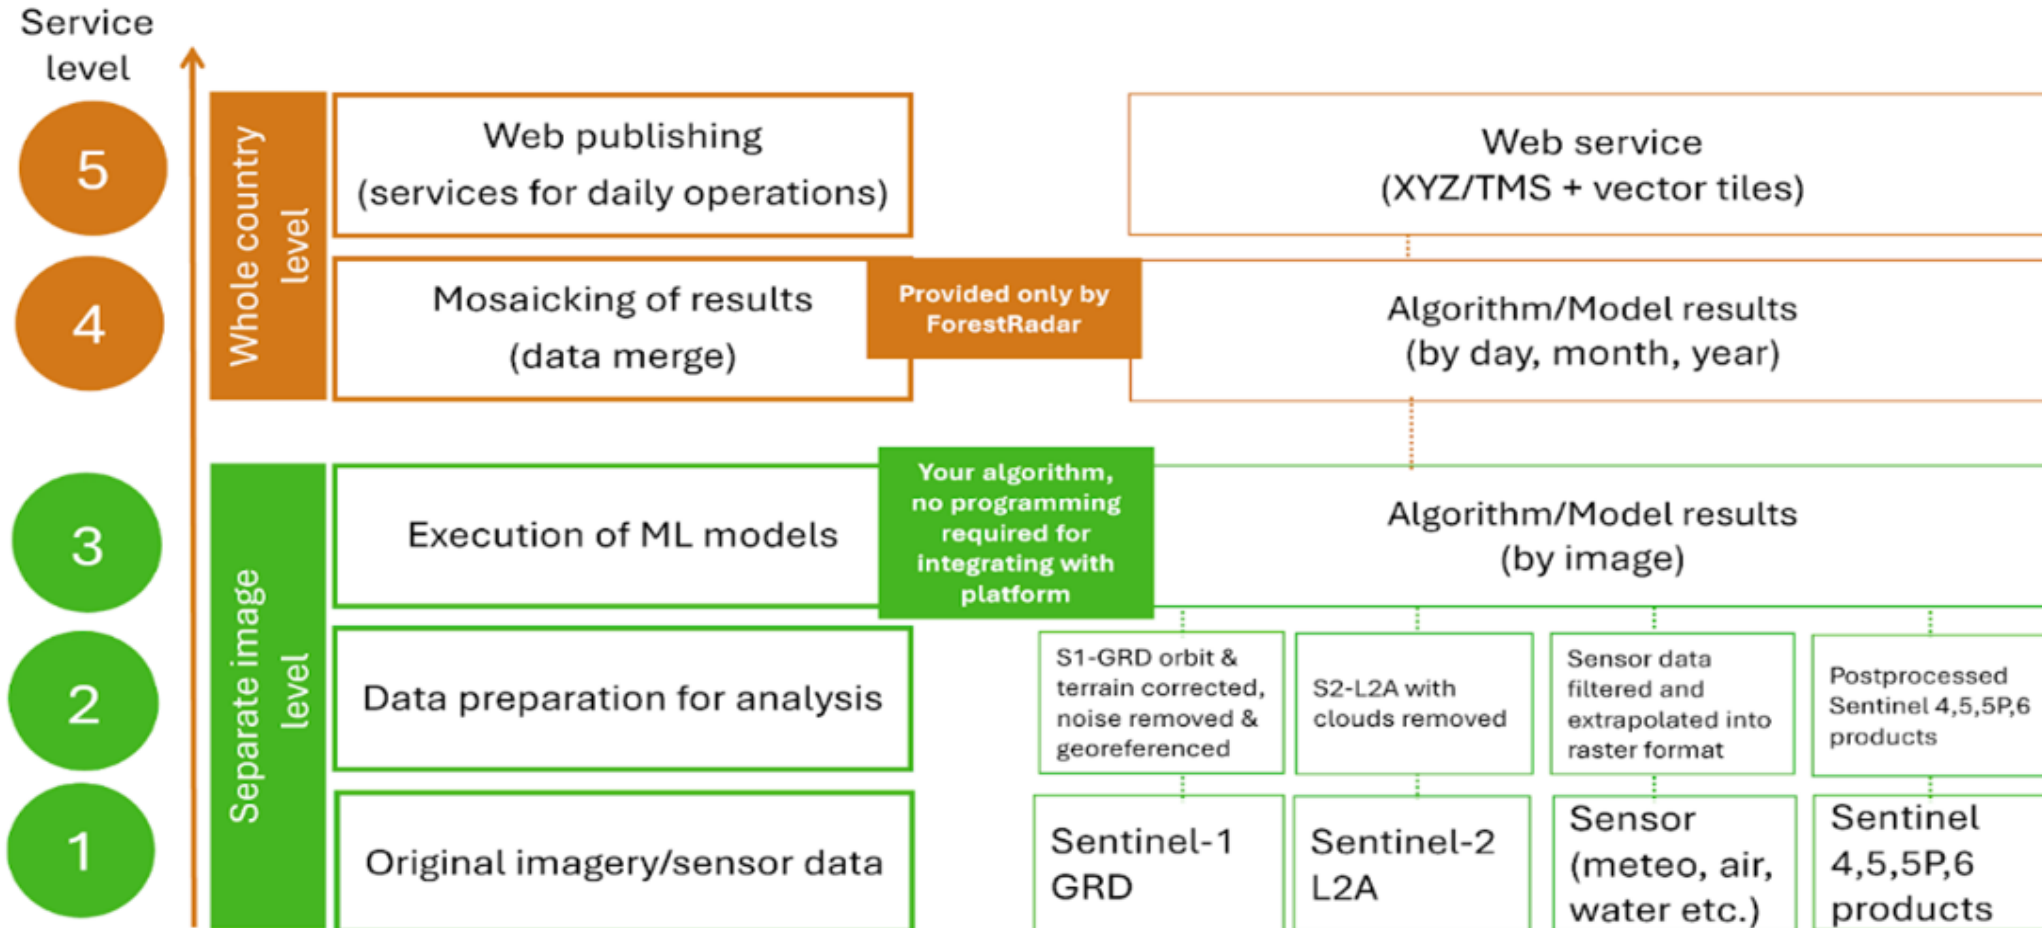 Service
level
5
Whole country
level
Web publishing
(services for daily operations)
Web service
(XYZ/TMS + vector tiles)
4
Mosaicking of results
(data merge)
Provided only by
ForestRadar
Algorithm/Model results
(by day, month, year)
3
Separate image
level
Execution of ML models
Your algorithm,
no programming
required for
integrating with
platform
Algorithm/Model results
(by image)
2
Data preparation for analysis
S1-GRD orbit &
terrain corrected,
noise removed &
georeferenced
S2-L2A with
clouds removed
Sensor data
filtered and
extrapolated into
raster format
Postprocessed
Sentinel 4,5,5P,6
products
1
Original imagery/sensor data
Sentinel-1
GRD
Sentinel-2
L2A
Sensor
(meteo, air,
water etc.)
Sentinel
4,5,5P,6
products